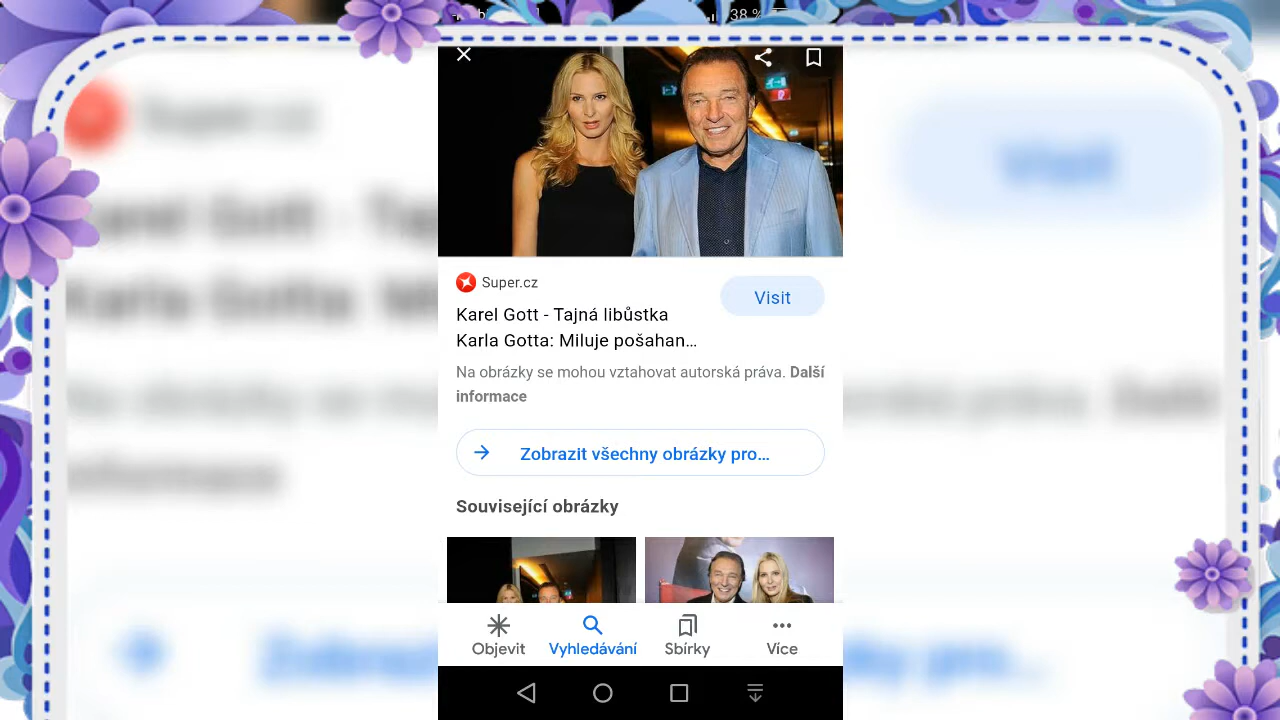 38 %
Super.cz
Visit
Karel Gott - Tajná libůstka
Karla Gotta: Miluje pošahan...
Na obrázky se mohou vztahovat autorská práva. Další
informace
Zobrazit všechny obrázky pro...
Související obrázky
Objevit
Vyhledávání
Sbírky
Více